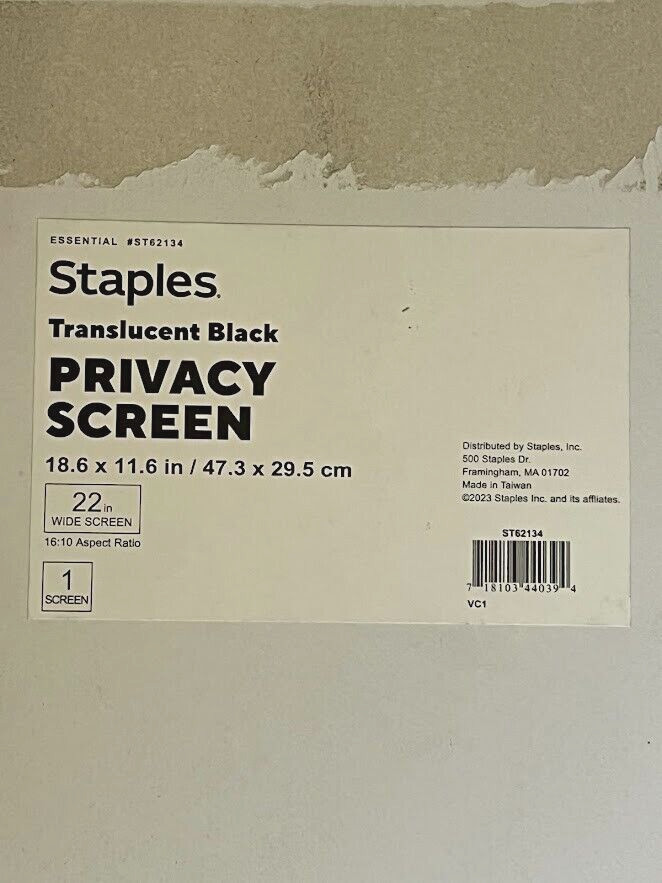 ESSENTIAL #ST62134
Staples.
Translucent Black
PRIVACY
SCREEN
18.6 x 11.6 in / 47.3 x 29.5 cm
22 in
WIDE SCREEN
16:10 Aspect Ratio
1
SCREEN
Distributed by Staples, Inc.
500 Staples Dr.
Framingham, MA 01702
Made in Taiwan
©2023 Staples Inc. and its affliates.
ST62134
7 18103 44039 4
VC1